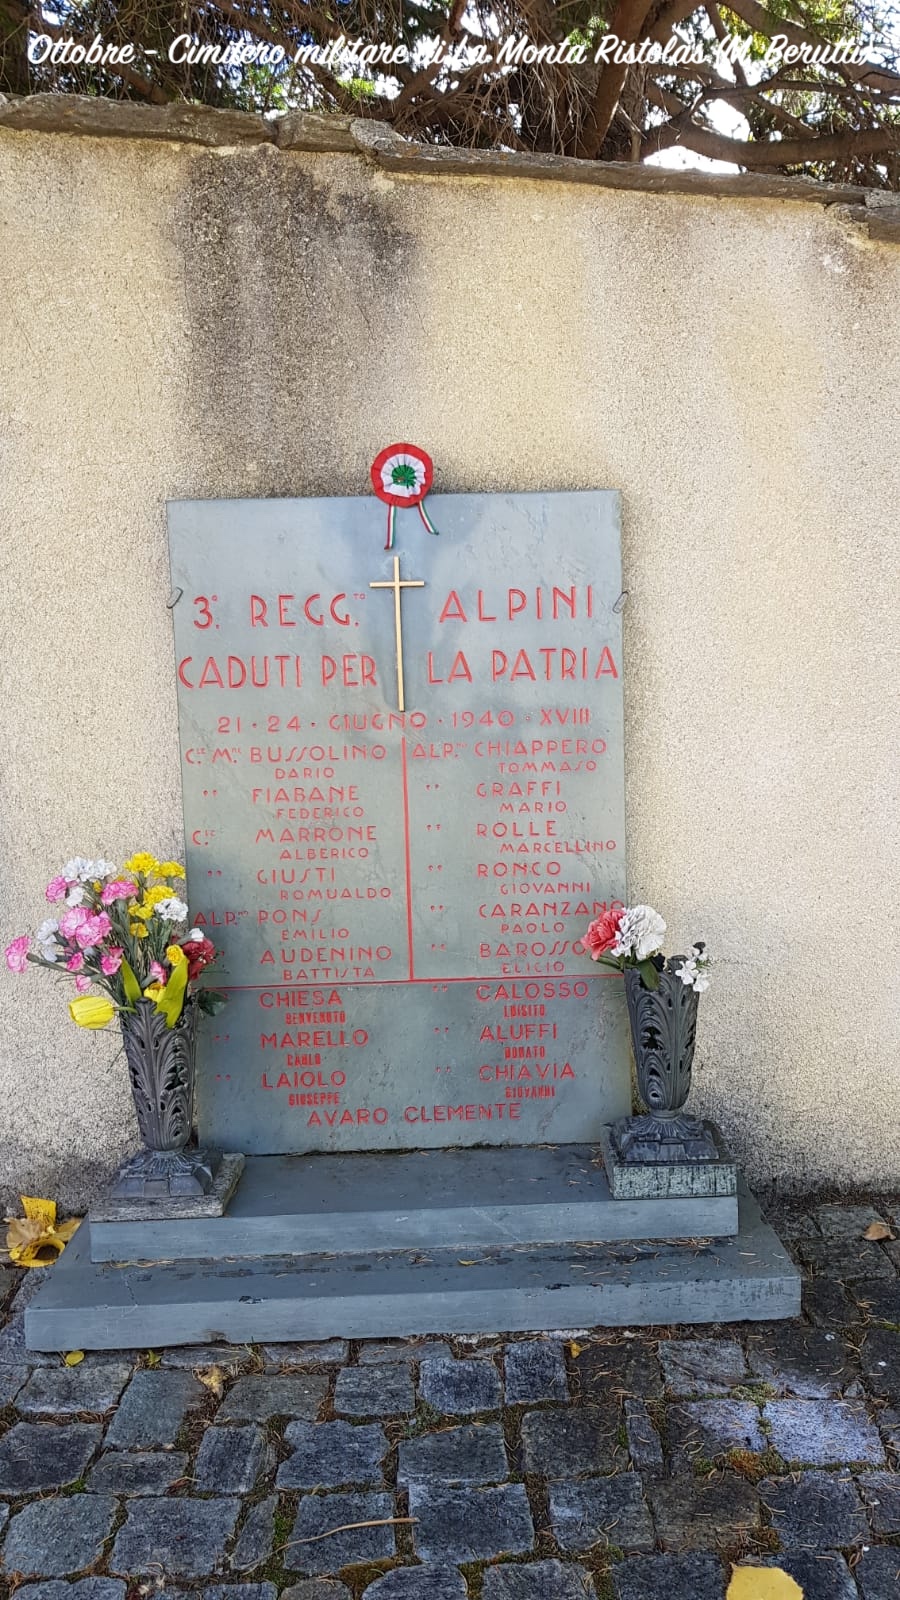 Ottobre - Cimitero militare di La Monta Ristolas (M. Berutti)
3° REGG.TO ALPINI
CADUTI PER LA PATRIA
21·24·GIUGNO·1940·XVIII
C.LE M.RE BUSSOLINO
DARIO
" FIABANE
FEDERICO
C.LE MARRONE
ALBERICO
" GIUSTI
ROMUALDO
ALP.NO PONS
EMILIO
AUDENINO
BATTISTA
CHIESA
BENVENUTO
" MARELLO
CARLO
" LAIOLO
GIUSEPPE
ALP.NO CHIAPPERO
TOMMASO
" GRAFFI
MARIO
" ROLLE
MARCELLINO
" RONCO
GIOVANNI
" CARANZANO
PAOLO
" BAROSSO
ELICIO
" CALOSSO
LUISITO
" ALUFFI
DONATO
" CHIAVIA
GIOVANNI
AVARO CLEMENTE